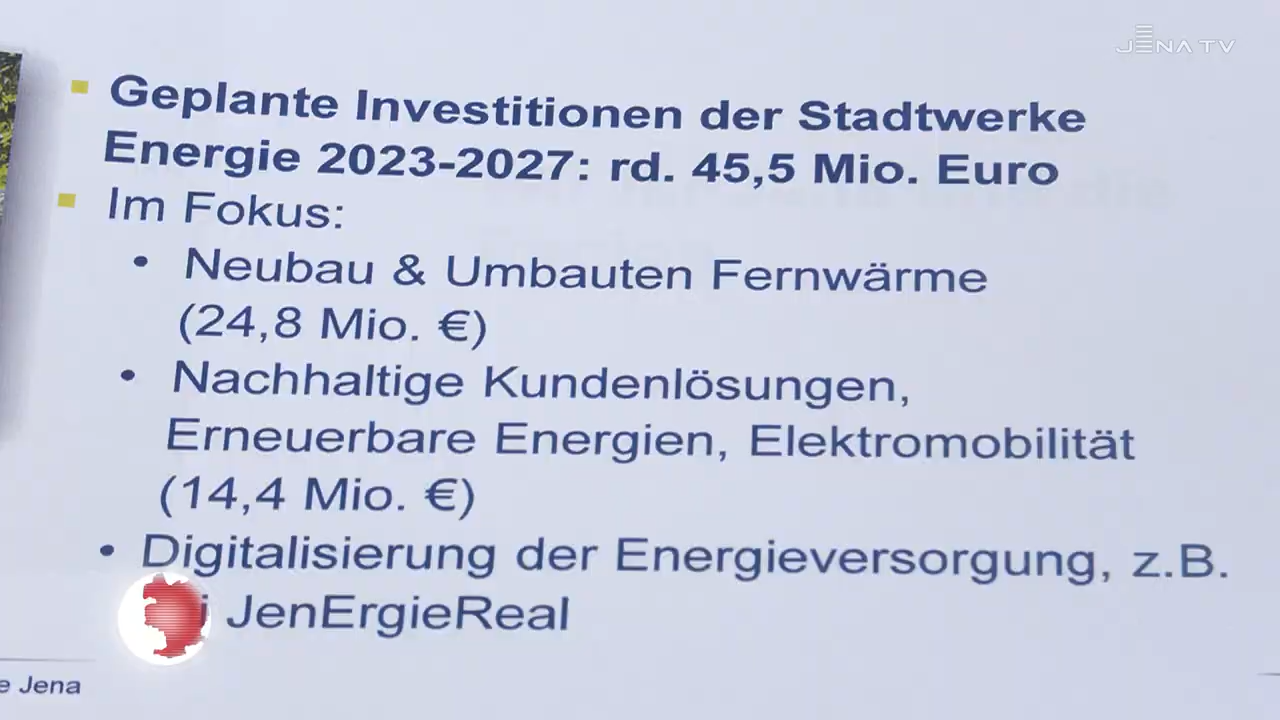 JENA TV
Geplante Investitionen der Stadtwerke
Energie 2023-2027: rd. 45,5 Mio. Euro
Im Fokus:
Neubau & Umbauten Fernwärme
(24,8 Mio. €)
Nachhaltige Kundenlösungen,
Erneuerbare Energien, Elektromobilität
(14,4 Mio. €)
Digitalisierung der Energieversorgung, z.B.
JenErgieReal
e Jena